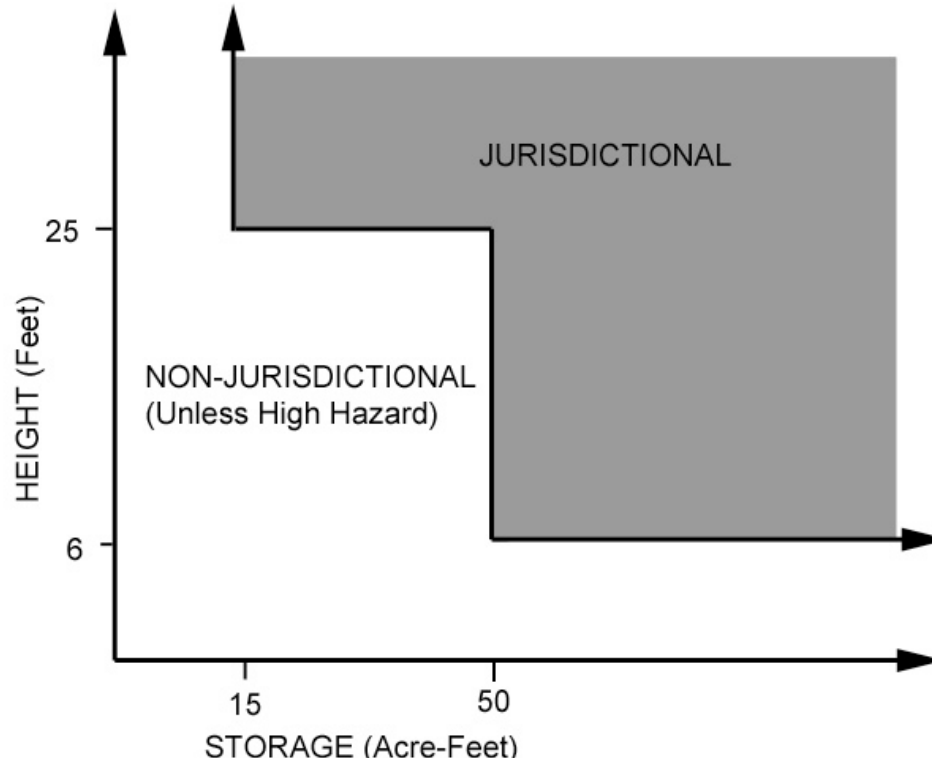 JURISDICTIONAL
25
HEIGHT (Feet)
NON-JURISDICTIONAL
(Unless High Hazard)
6
15
50
STORAGE (Acre-Feet)